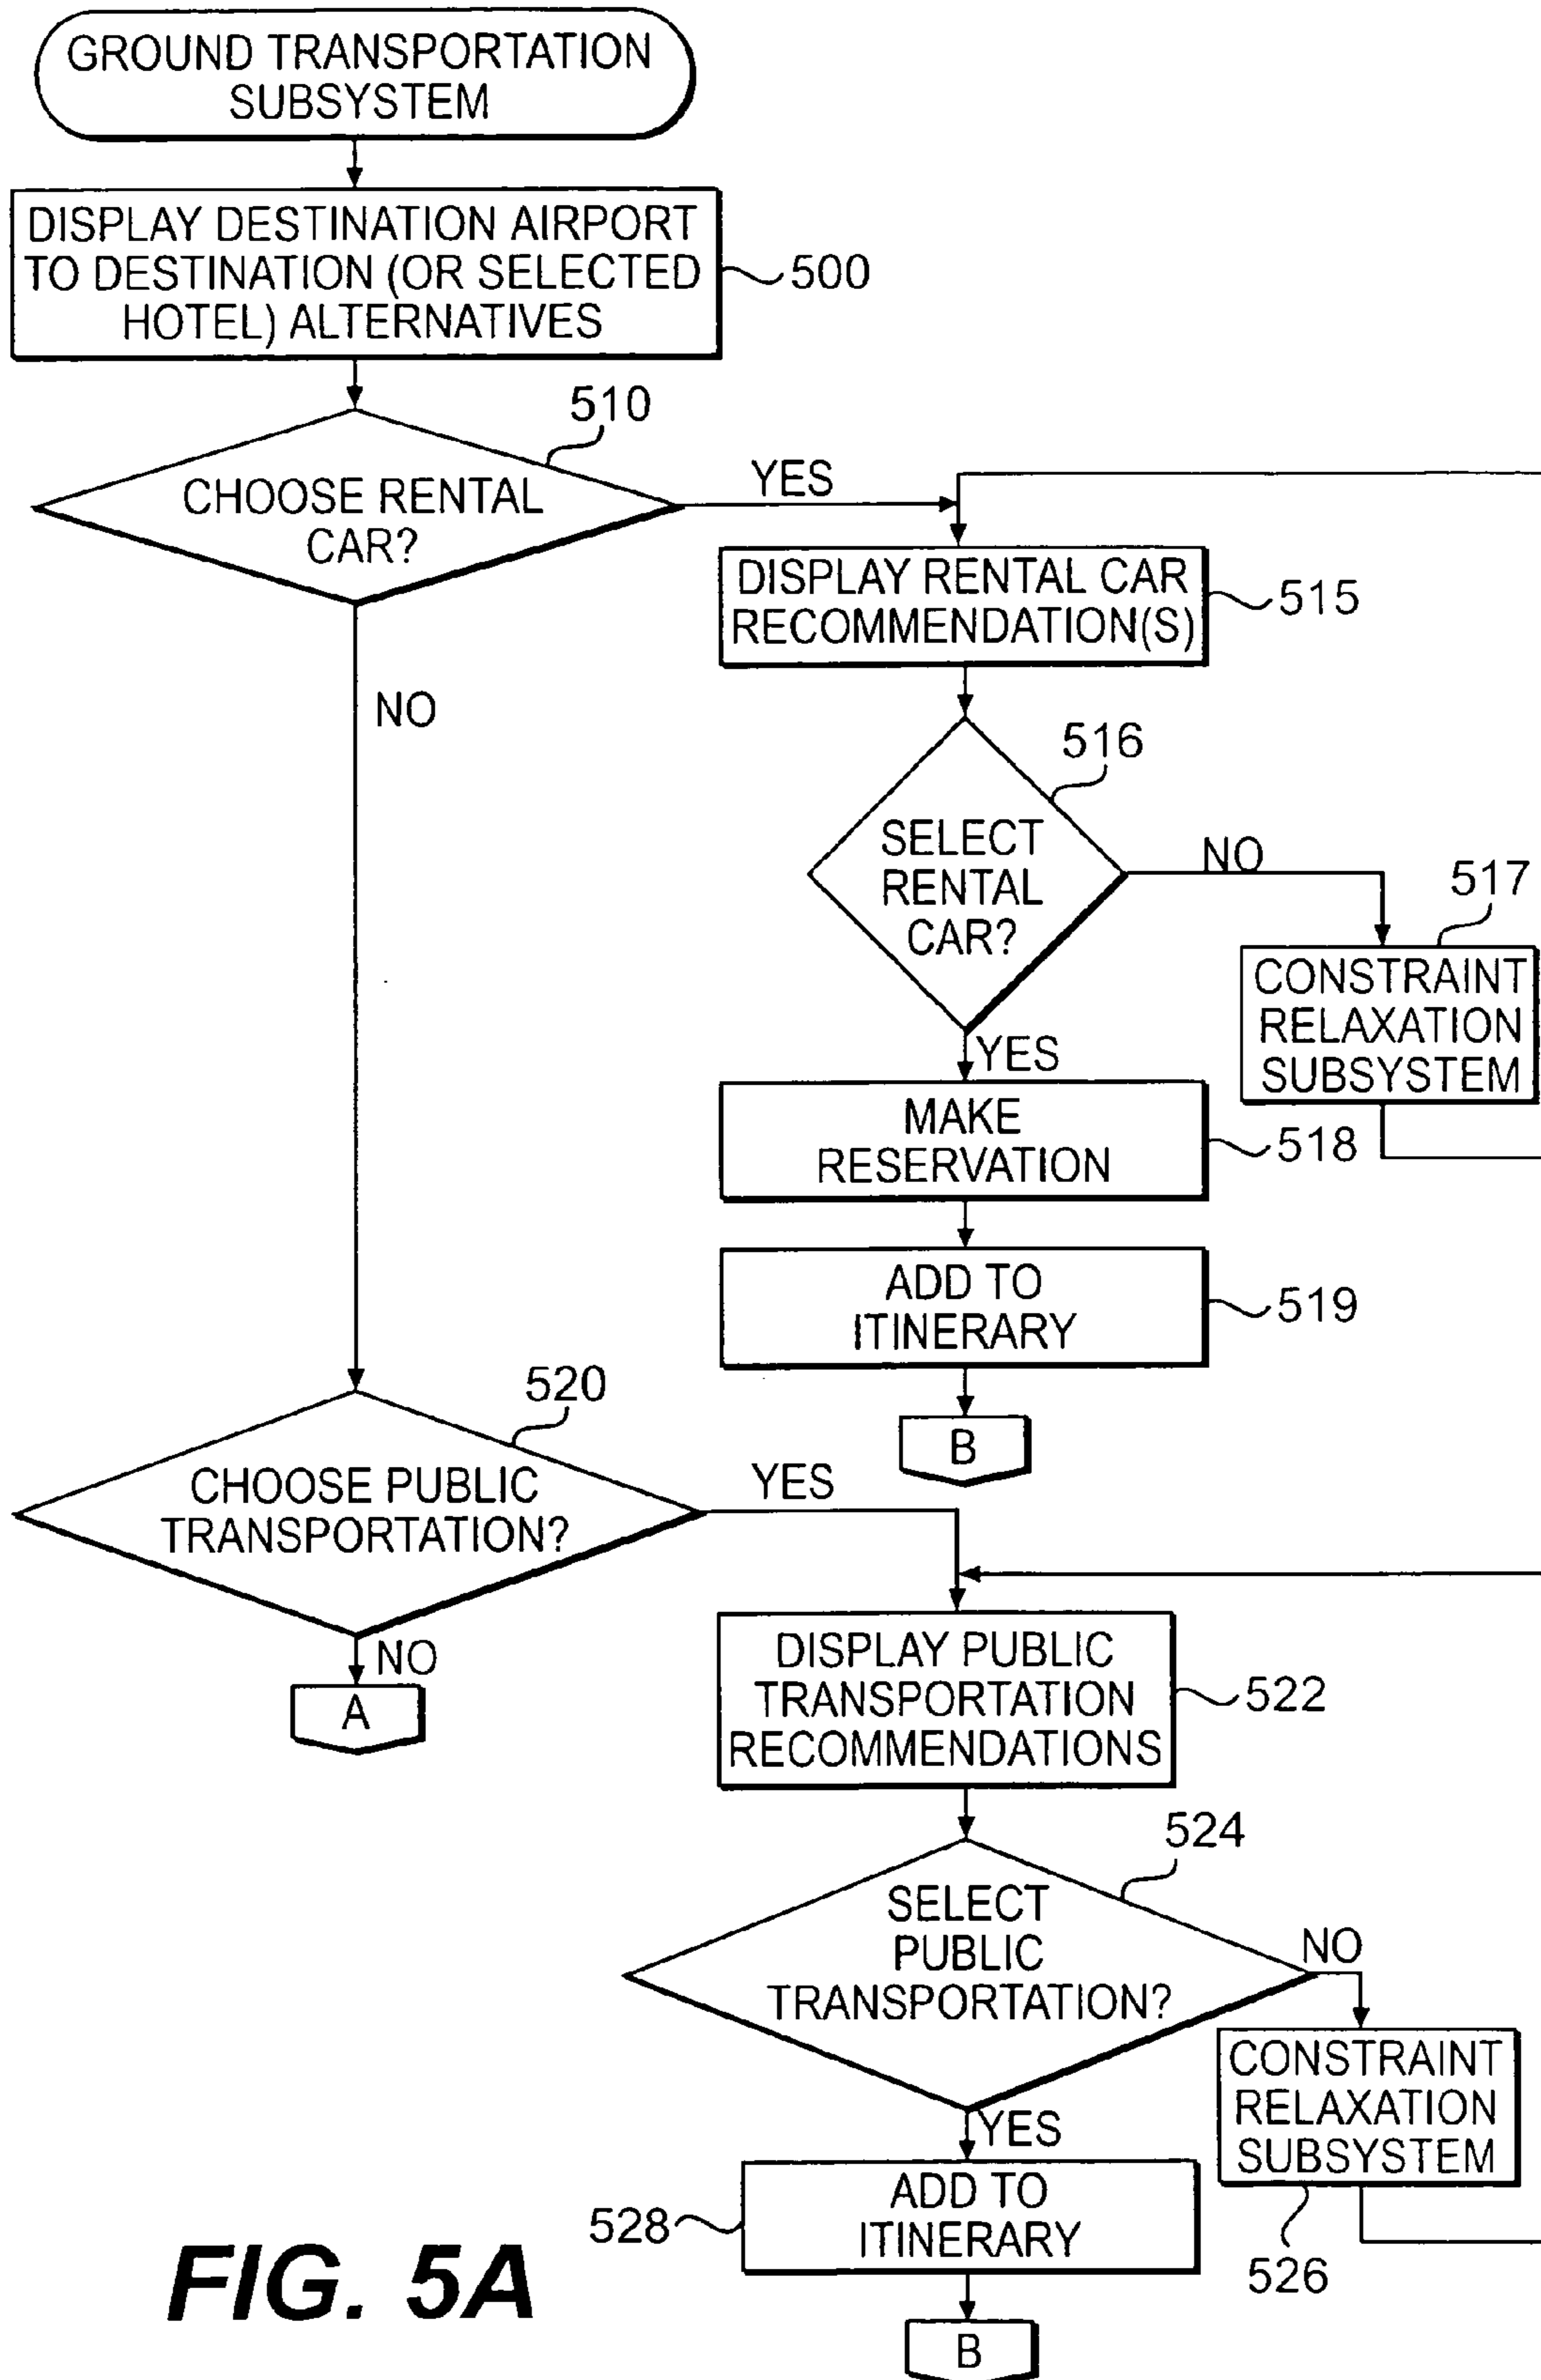 GROUND TRANSPORTATION
SUBSYSTEM
DISPLAY DESTINATION AIRPORT
TO DESTINATION (OR SELECTED
HOTEL) ALTERNATIVES
500
510
CHOOSE RENTAL
CAR?
YES
NO
DISPLAY RENTAL CAR
RECOMMENDATION(S)
515
516
SELECT
RENTAL
CAR?
NO
517
CONSTRAINT
RELAXATION
SUBSYSTEM
YES
MAKE
RESERVATION
518
ADD TO
ITINERARY
519
B
520
CHOOSE PUBLIC
TRANSPORTATION?
YES
NO
A
DISPLAY PUBLIC
TRANSPORTATION
RECOMMENDATIONS
522
524
SELECT
PUBLIC
TRANSPORTATION?
NO
CONSTRAINT
RELAXATION
SUBSYSTEM
526
YES
ADD TO
ITINERARY
528
B
FIG. 5A